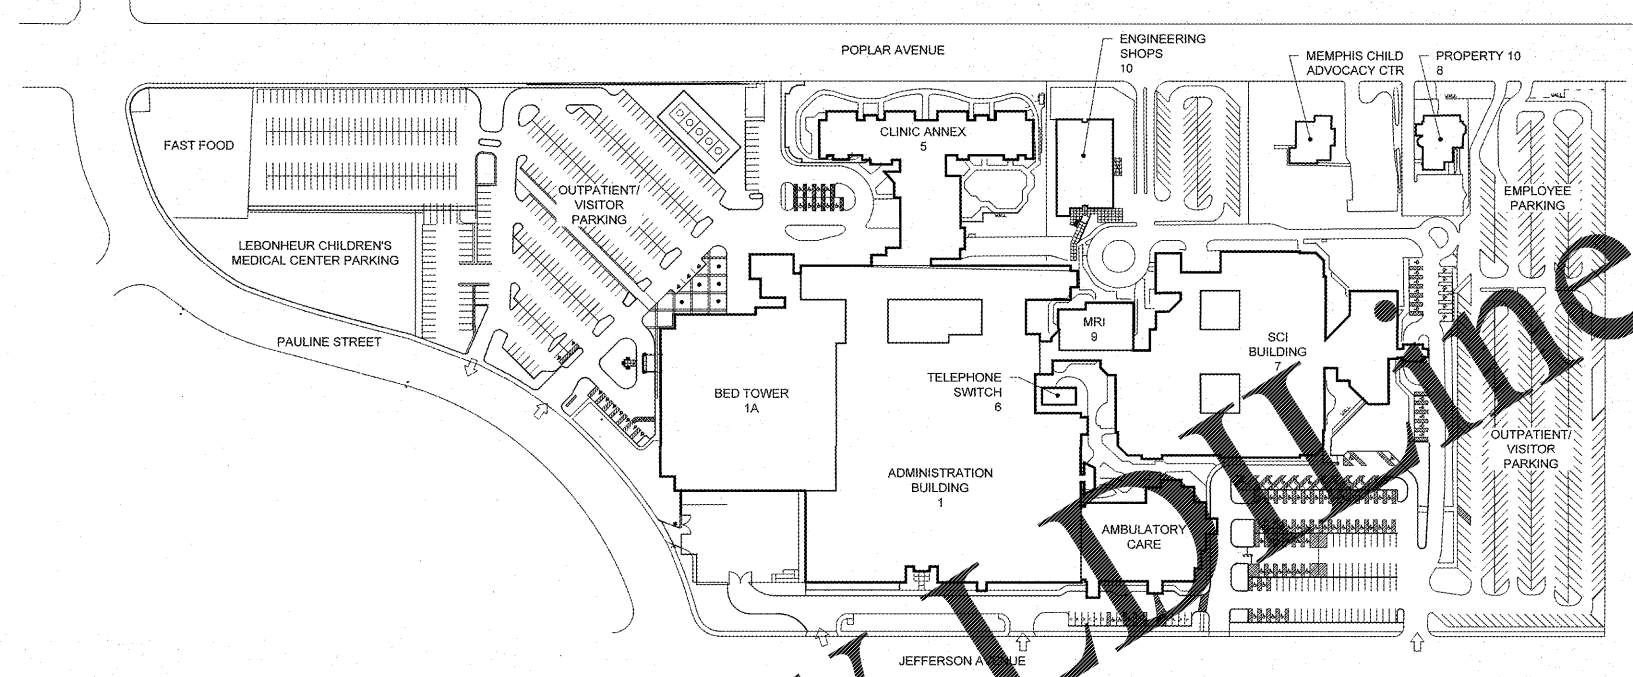 POPLAR AVENUE
ENGINEERING
SHOPS
10
MEMPHIS CHILD
ADVOCACY CTR
PROPERTY 10
8
WALL
CLINIC ANNEX
5
FAST FOOD
OUTPATIENT/
VISITOR
PARKING
EMPLOYEE
PARKING
LEBONHEUR CHILDREN'S
MEDICAL CENTER PARKING
WALL
PAULINE STREET
MRI
9
SCI
BUILDING
7
TELEPHONE
SWITCH
6
BED TOWER
1A
OUTPATIENT/
VISITOR
PARKING
ADMINISTRATION
BUILDING
1
AMBULATORY
CARE
JEFFERSON AVENUE